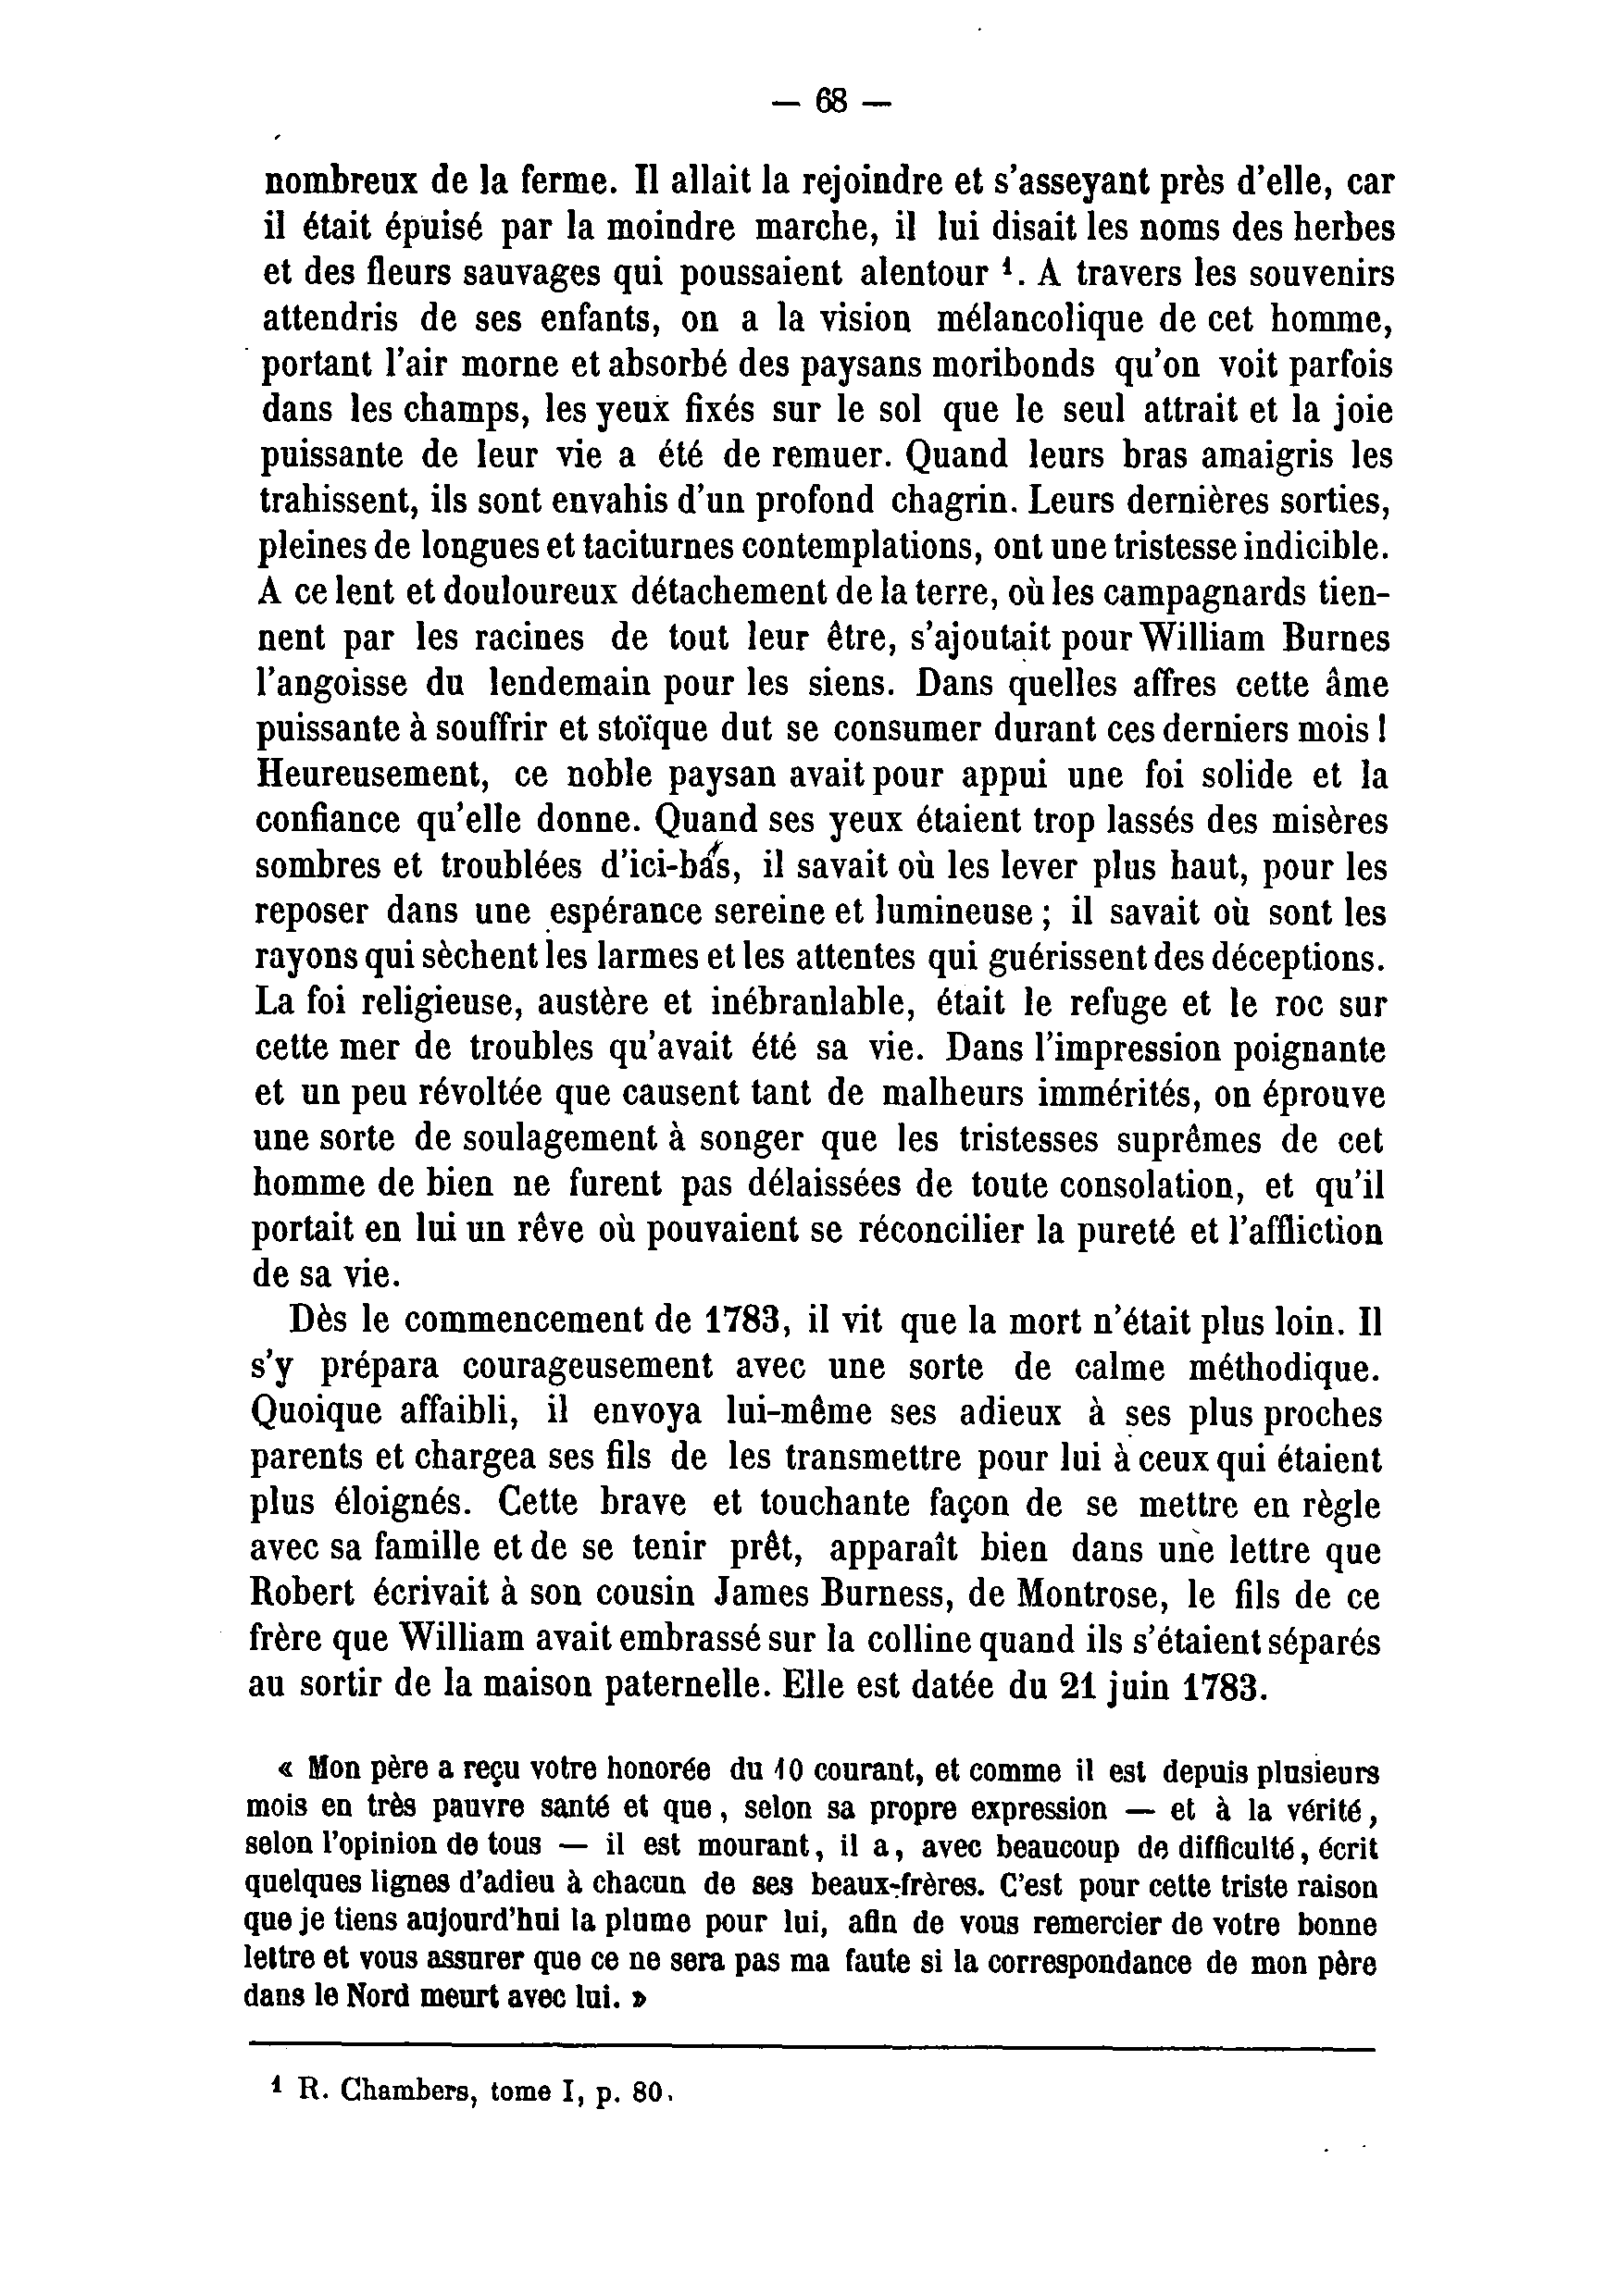 — 68 —
nombreux de la ferme. Il allait la rejoindre et s'asseyant près d'elle, car
il était épuisé par la moindre marche, il lui disait les noms des herbes
et des fleurs sauvages qui poussaient alentour ¹. A travers les souvenirs
attendris de ses enfants, on a la vision mélancolique de cet homme,
portant l'air morne et absorbé des paysans moribonds qu'on voit parfois
dans les champs, les yeux fixés sur le sol que le seul attrait et la joie
puissante de leur vie a été de remuer. Quand leurs bras amaigris les
trahissent, ils sont envahis d'un profond chagrin. Leurs dernières sorties,
pleines de longues et taciturnes contemplations, ont une tristesse indicible.
A ce lent et douloureux détachement de la terre, où les campagnards tien-
nent par les racines de tout leur être, s'ajoutait pour William Burnes
l'angoisse du lendemain pour les siens. Dans quelles affres cette âme
puissante à souffrir et stoïque dut se consumer durant ces derniers mois !
Heureusement, ce noble paysan avait pour appui une foi solide et la
confiance qu'elle donne. Quand ses yeux étaient trop lassés des misères
sombres et troublées d'ici-bas, il savait où les lever plus haut, pour les
reposer dans une espérance sereine et lumineuse ; il savait où sont les
rayons qui sèchent les larmes et les attentes qui guérissent des déceptions.
La foi religieuse, austère et inébranlable, était le refuge et le roc sur
cette mer de troubles qu'avait été sa vie. Dans l'impression poignante
et un peu révoltée que causent tant de malheurs immérités, on éprouve
une sorte de soulagement à songer que les tristesses suprêmes de cet
homme de bien ne furent pas délaissées de toute consolation, et qu'il
portait en lui un rêve où pouvaient se réconcilier la pureté et l'affliction
de sa vie.
Dès le commencement de 1783, il vit que la mort n'était plus loin. Il
s'y prépara courageusement avec une sorte de calme méthodique.
Quoique affaibli, il envoya lui-même ses adieux à ses plus proches
parents et chargea ses fils de les transmettre pour lui à ceux qui étaient
plus éloignés. Cette brave et touchante façon de se mettre en règle
avec sa famille et de se tenir prêt, apparaît bien dans une lettre que
Robert écrivait à son cousin James Burness, de Montrose, le fils de ce
frère que William avait embrassé sur la colline quand ils s'étaient séparés
au sortir de la maison paternelle. Elle est datée du 21 juin 1783.
« Mon père a reçu votre honorée du 10 courant, et comme il est depuis plusieurs
mois en très pauvre santé et que, selon sa propre expression — et à la vérité,
selon l'opinion de tous — il est mourant, il a, avec beaucoup de difficulté, écrit
quelques lignes d'adieu à chacun de ses beaux-frères. C'est pour cette triste raison
que je tiens aujourd'hui la plume pour lui, afin de vous remercier de votre bonne
lettre et vous assurer que ce ne sera pas ma faute si la correspondance de mon père
dans le Nord meurt avec lui. »
¹ R. Chambers, tome I, p. 80.